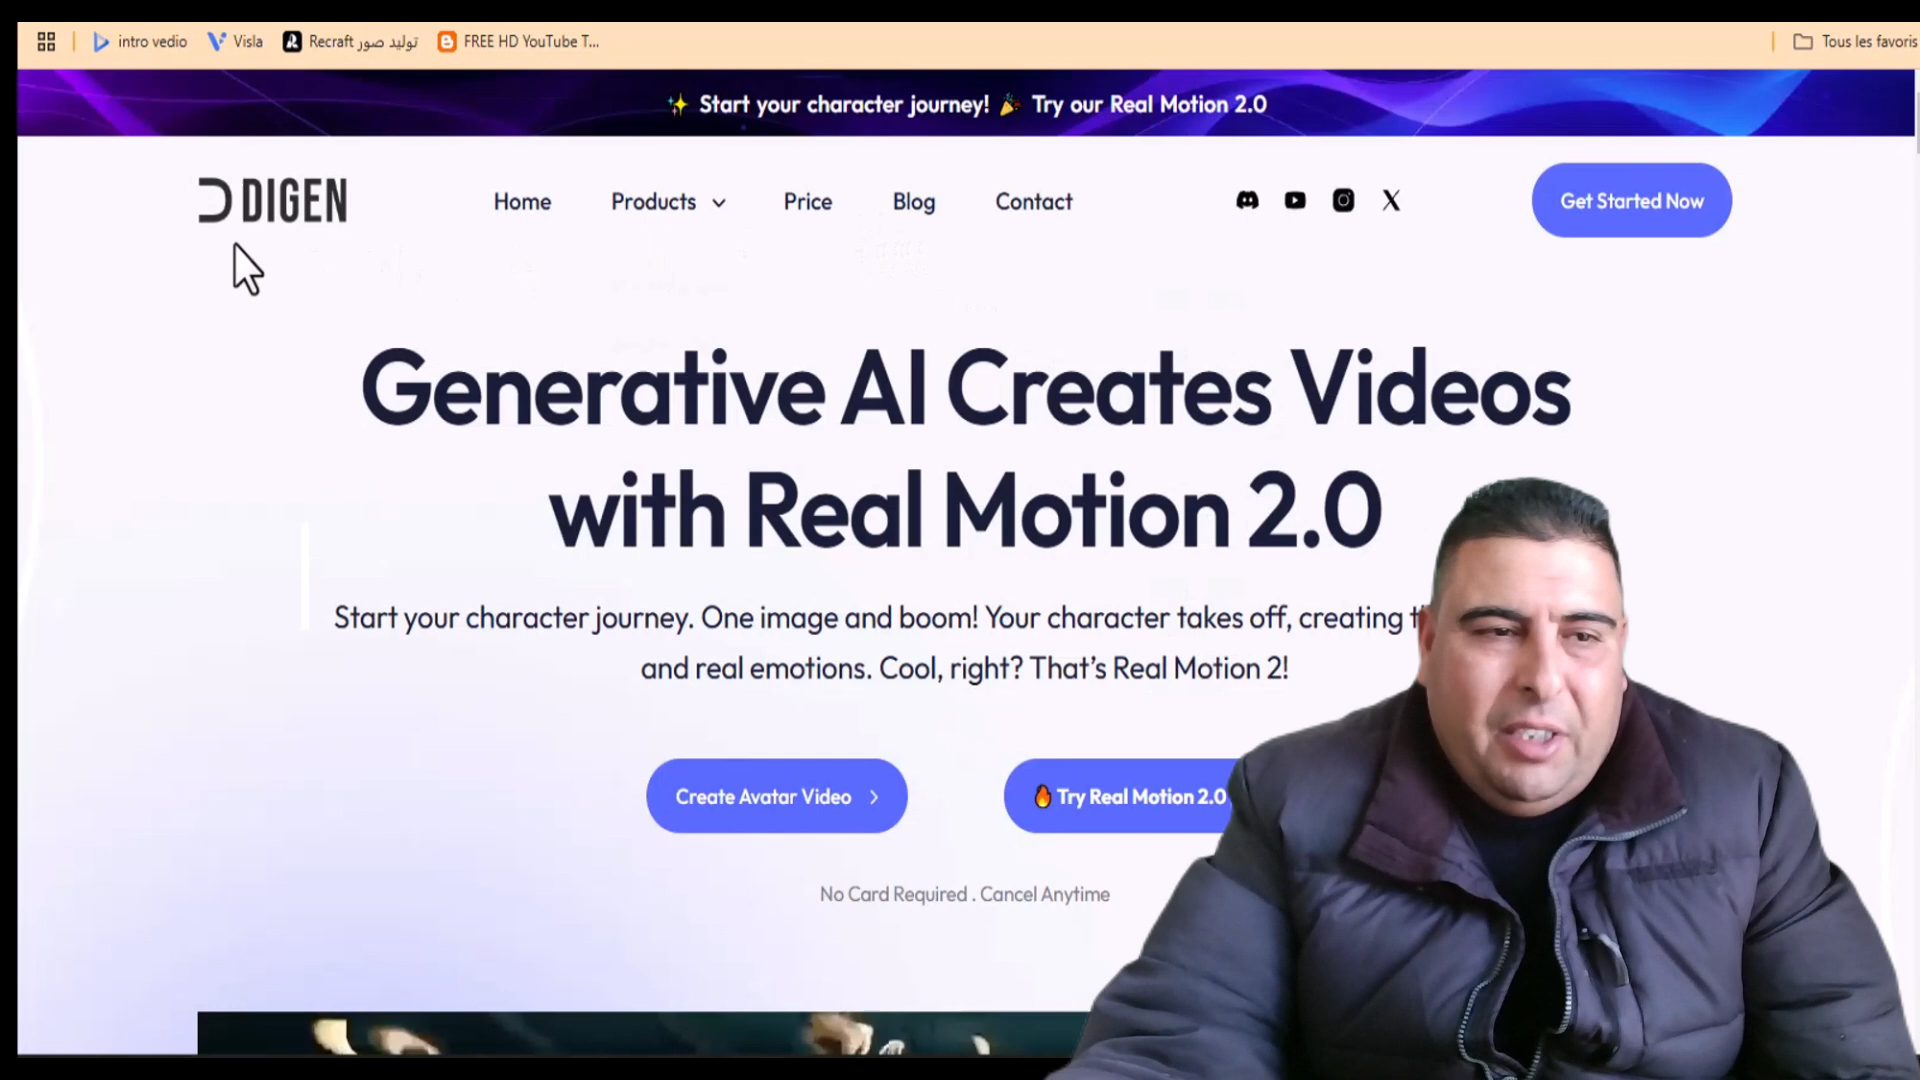 intro vedio
Visla
Recraft توليد صور
FREE HD YouTube T...
Tous les favoris
✨ Start your character journey! 🎉 Try our Real Motion 2.0
DIGEN
Home
Products
Price
Blog
Contact
Get Started Now
Generative AI Creates Videos
with Real Motion 2.0
Start your character journey. One image and boom! Your character takes off, creating
and real emotions. Cool, right? That's Real Motion 2!
Create Avatar Video
🔥Try Real Motion 2.0
No Card Required . Cancel Anytime